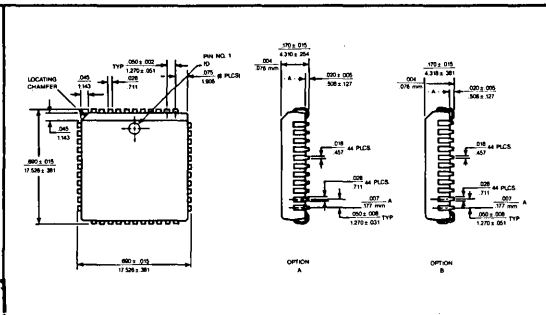 LOCATING
CHAMFER
.045
1.143
TYP .050 ± .002
1.270 ± .051
.028
.711
PIN NO. 1
ID
.075 (8 PLCS)
1.905
.045
1.143
.690 ± .015
17.526 ± .381
.690 ± .015
17.526 ± .381
.170 ± .015
4.310 ± .254
.004
.076 mm
- A -
.020 ± .005
.508 ± .127
.018 44 PLCS.
.457
.028 44 PLCS
.711
.007 A
.177 mm
.050 ± .008 TYP
1.270 ± .031
OPTION
A
.170 ± .015
4.318 ± .381
.004
.076 mm
- A -
.020 ± .005
.508 ± .127
.018 44 PLCS
.457
.028 44 PLCS.
.711
.007 A
.177 mm
.050 ± .008 TYP
1.270 ± .051
OPTION
B